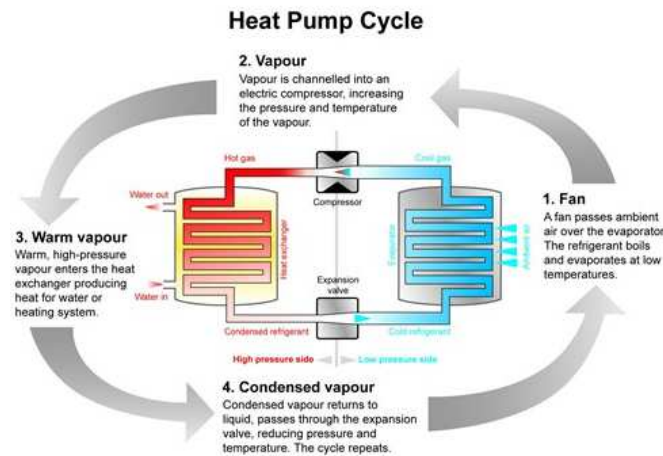 Heat Pump Cycle
2. Vapour
Vapour is channelled into an
electric compressor, increasing
the pressure and temperature
of the vapour.
Hot gas
Cool gas
Water out
Compressor
1. Fan
A fan passes ambient
air over the evaporator.
The refrigerant boils
and evaporates at low
temperatures.
3. Warm vapour
Warm, high-pressure
vapour enters the heat
exchanger producing
heat for water or
heating system.
Heat exchanger
Evaporator
Ambient air
Water in
Expansion
valve
Condensed refrigerant
Cold refrigerant
High pressure side
Low pressure side
4. Condensed vapour
Condensed vapour returns to
liquid, passes through the expansion
valve, reducing pressure and
temperature. The cycle repeats.